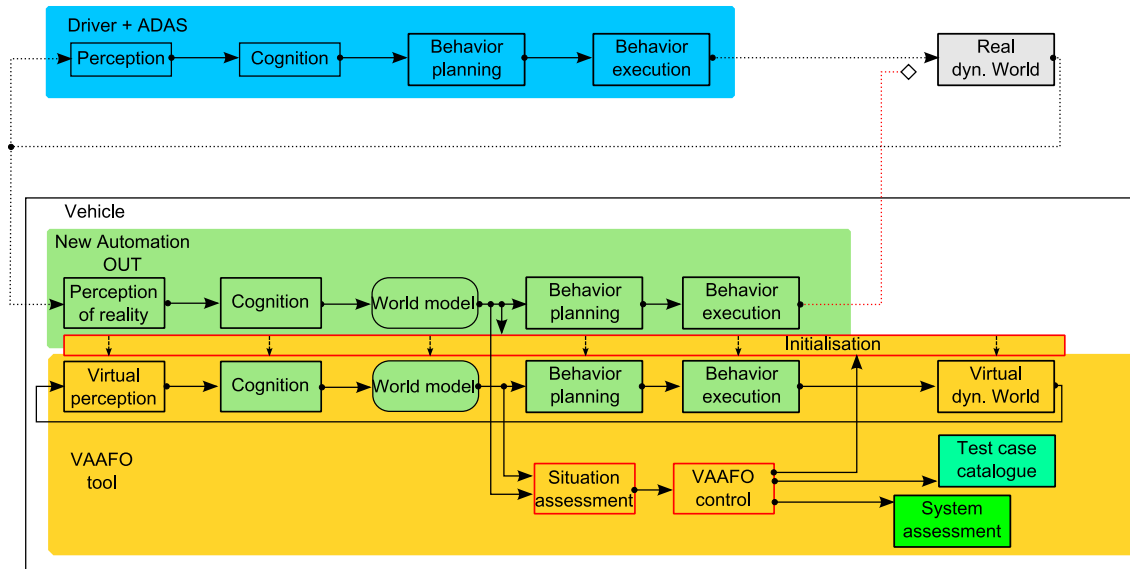 Driver + ADAS
Perception
Cognition
Behavior
planning
Behavior
execution
Real
dyn. World
Vehicle
New Automation
OUT
Perception
of reality
Cognition
World model
Behavior
planning
Behavior
execution
Initialisation
Virtual
perception
Cognition
World model
Behavior
planning
Behavior
execution
Virtual
dyn. World
VAAFO
tool
Situation
assessment
VAAFO
control
Test case
catalogue
System
assessment